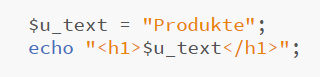 $u_text = "Produkte";
echo "<h1>$u_text</h1>";